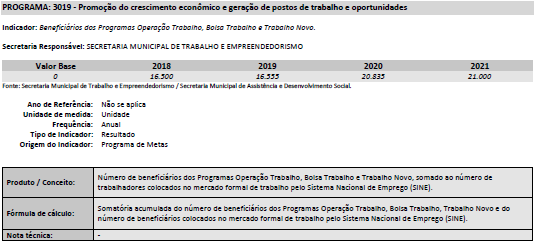 PROGRAMA: 3019 - Promoção do crescimento econômico e geração de postos de trabalho e oportunidades
Indicador: Beneficiários dos Programas Operação Trabalho, Bolsa Trabalho e Trabalho Novo.
Secretaria Responsável: SECRETARIA MUNICIPAL DE TRABALHO E EMPREENDEDORISMO
Valor Base 2018 2019 2020 2021
0 16.500 16.555 20.835 21.000
Fonte: Secretaria Municipal de Trabalho e Empreendedorismo / Secretaria Municipal de Assistência e Desenvolvimento Social.
Ano de Referência: Não se aplica
Unidade de medida: Unidade
Frequência: Anual
Tipo de Indicador: Resultado
Origem do Indicador: Programa de Metas
Produto / Conceito: Número de beneficiários dos Programas Operação Trabalho, Bolsa Trabalho e Trabalho Novo, somado ao número de
trabalhadores colocados no mercado formal de trabalho pelo Sistema Nacional de Emprego (SINE).
Fórmula de cálculo: Somatória acumulada do número de beneficiários dos Programas Operação Trabalho, Bolsa Trabalho, Trabalho Novo e do
número de beneficiários colocados no mercado formal de trabalho pelo Sistema Nacional de Emprego (SINE).
Nota técnica: -